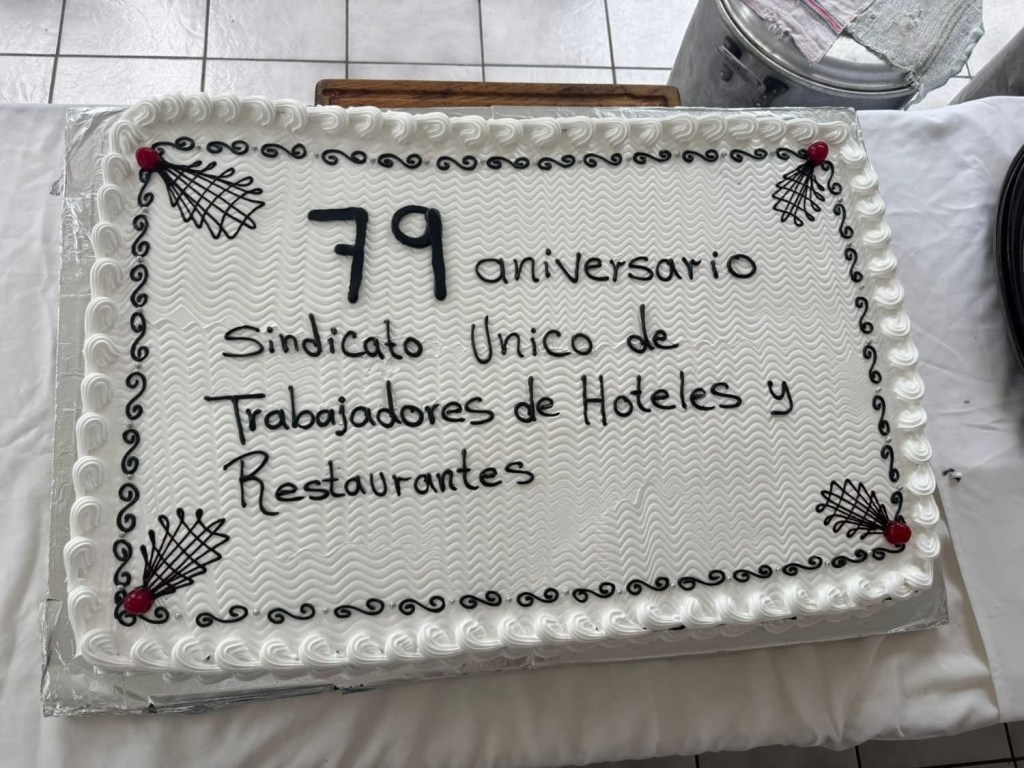 79 aniversario
Sindicato Unico de
Trabajadores de Hoteles y
Restaurantes